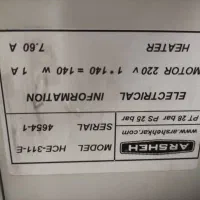 ARSHEH
MODEL HCE-311-E
SERIAL 4654-1
www.arshehkar.com
PT 28 bar PS 25 bar
ELECTRICAL INFORMATION
MOTOR 220 v 1*140 = 140 w 1 A
HEATER 7.60 A